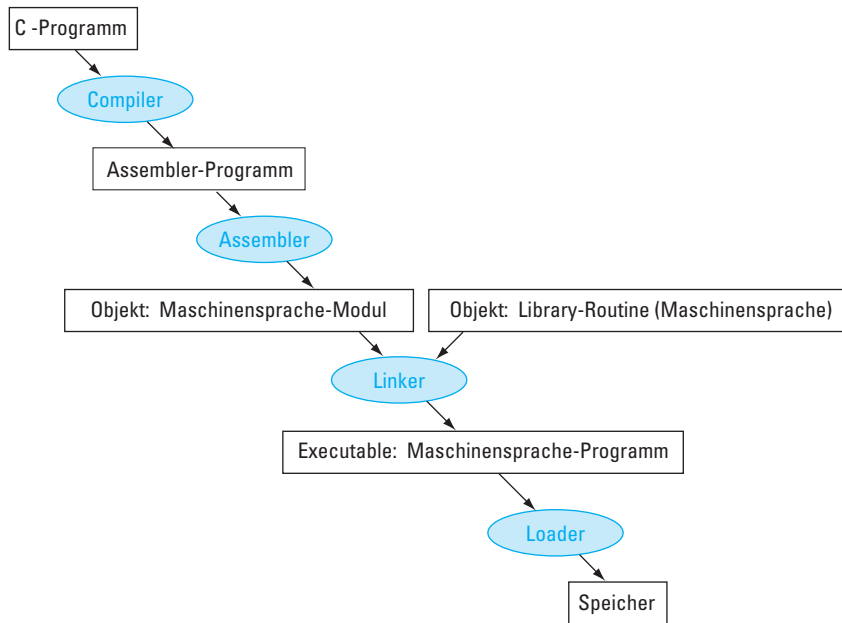 C -Programm
Compiler
Assembler-Programm
Assembler
Objekt: Maschinensprache-Modul
Objekt: Library-Routine (Maschinensprache)
Linker
Executable: Maschinensprache-Programm
Loader
Speicher